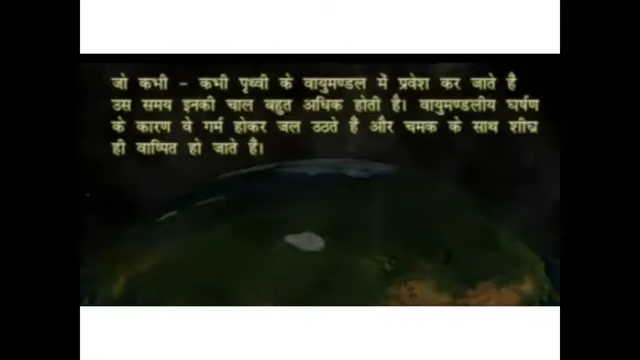 जो कभी - कभी पृथ्वी के वायुमण्डल में प्रवेश कर जाते है
उस समय इनकी चाल बहुत अधिक होती है। वायुमण्डलीय घर्षण
के कारण वे गर्म होकर जल उठते है और चमक के साथ शीघ्र
ही वाष्पित हो जाते है।